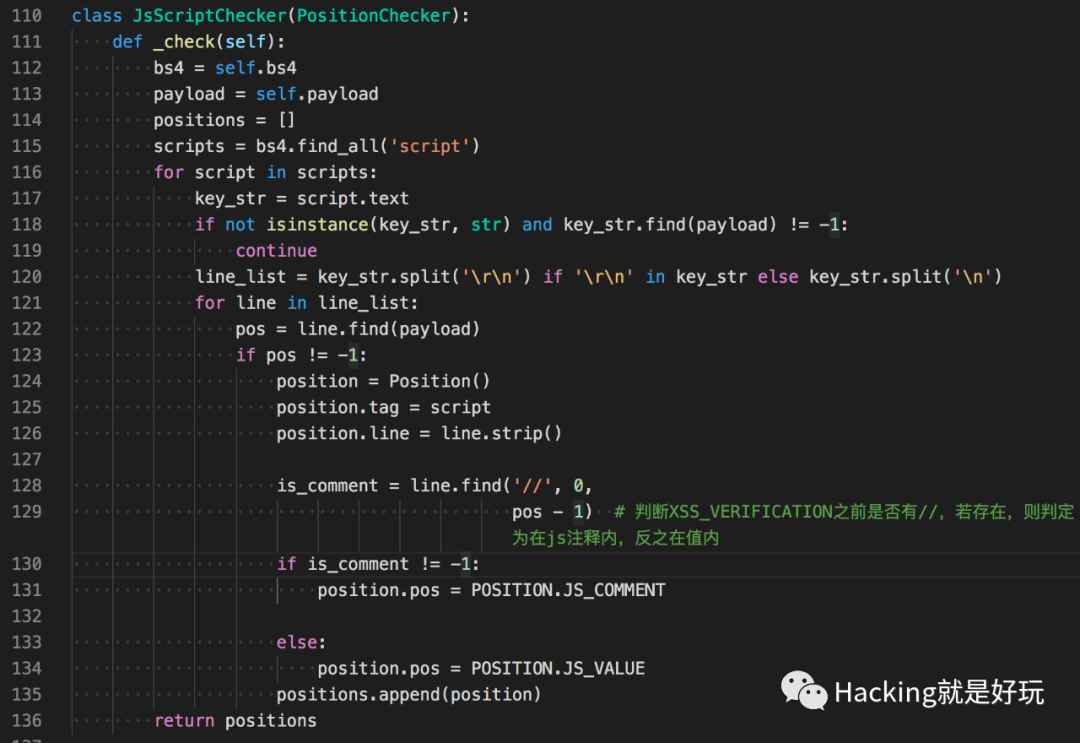 110 class JsScriptChecker(PositionChecker):
111 def _check(self):
112 bs4 = self.bs4
113 payload = self.payload
114 positions = []
115 scripts = bs4.find_all('script')
116 for script in scripts:
117 key_str = script.text
118 if not isinstance(key_str, str) and key_str.find(payload) != -1:
119 continue
120 line_list = key_str.split('\r\n') if '\r\n' in key_str else key_str.split('\n')
121 for line in line_list:
122 pos = line.find(payload)
123 if pos != -1:
124 position = Position()
125 position.tag = script
126 position.line = line.strip()
127
128 is_comment = line.find('//', 0,
129 pos - 1) # 判断XSS_VERIFICATION之前是否有//，若存在，则判定
为在js注释内，反之在值内
130 if is_comment != -1:
131 position.pos = POSITION.JS_COMMENT
132
133 else:
134 position.pos = POSITION.JS_VALUE
135 positions.append(position)
136 return positions
Hacking就是好玩